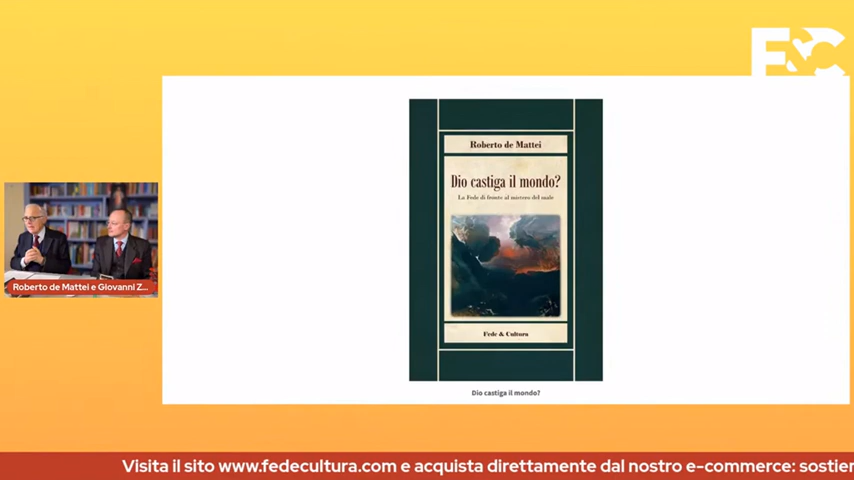 F&C
Roberto de Mattei
Dio castiga il mondo?
La Fede di fronte al mistero del male
Fede & Cultura
Dio castiga il mondo?
Roberto de Mattei e Giovanni Z...
Visita il sito www.fedecultura.com e acquista direttamente dal nostro e-commerce: sostien